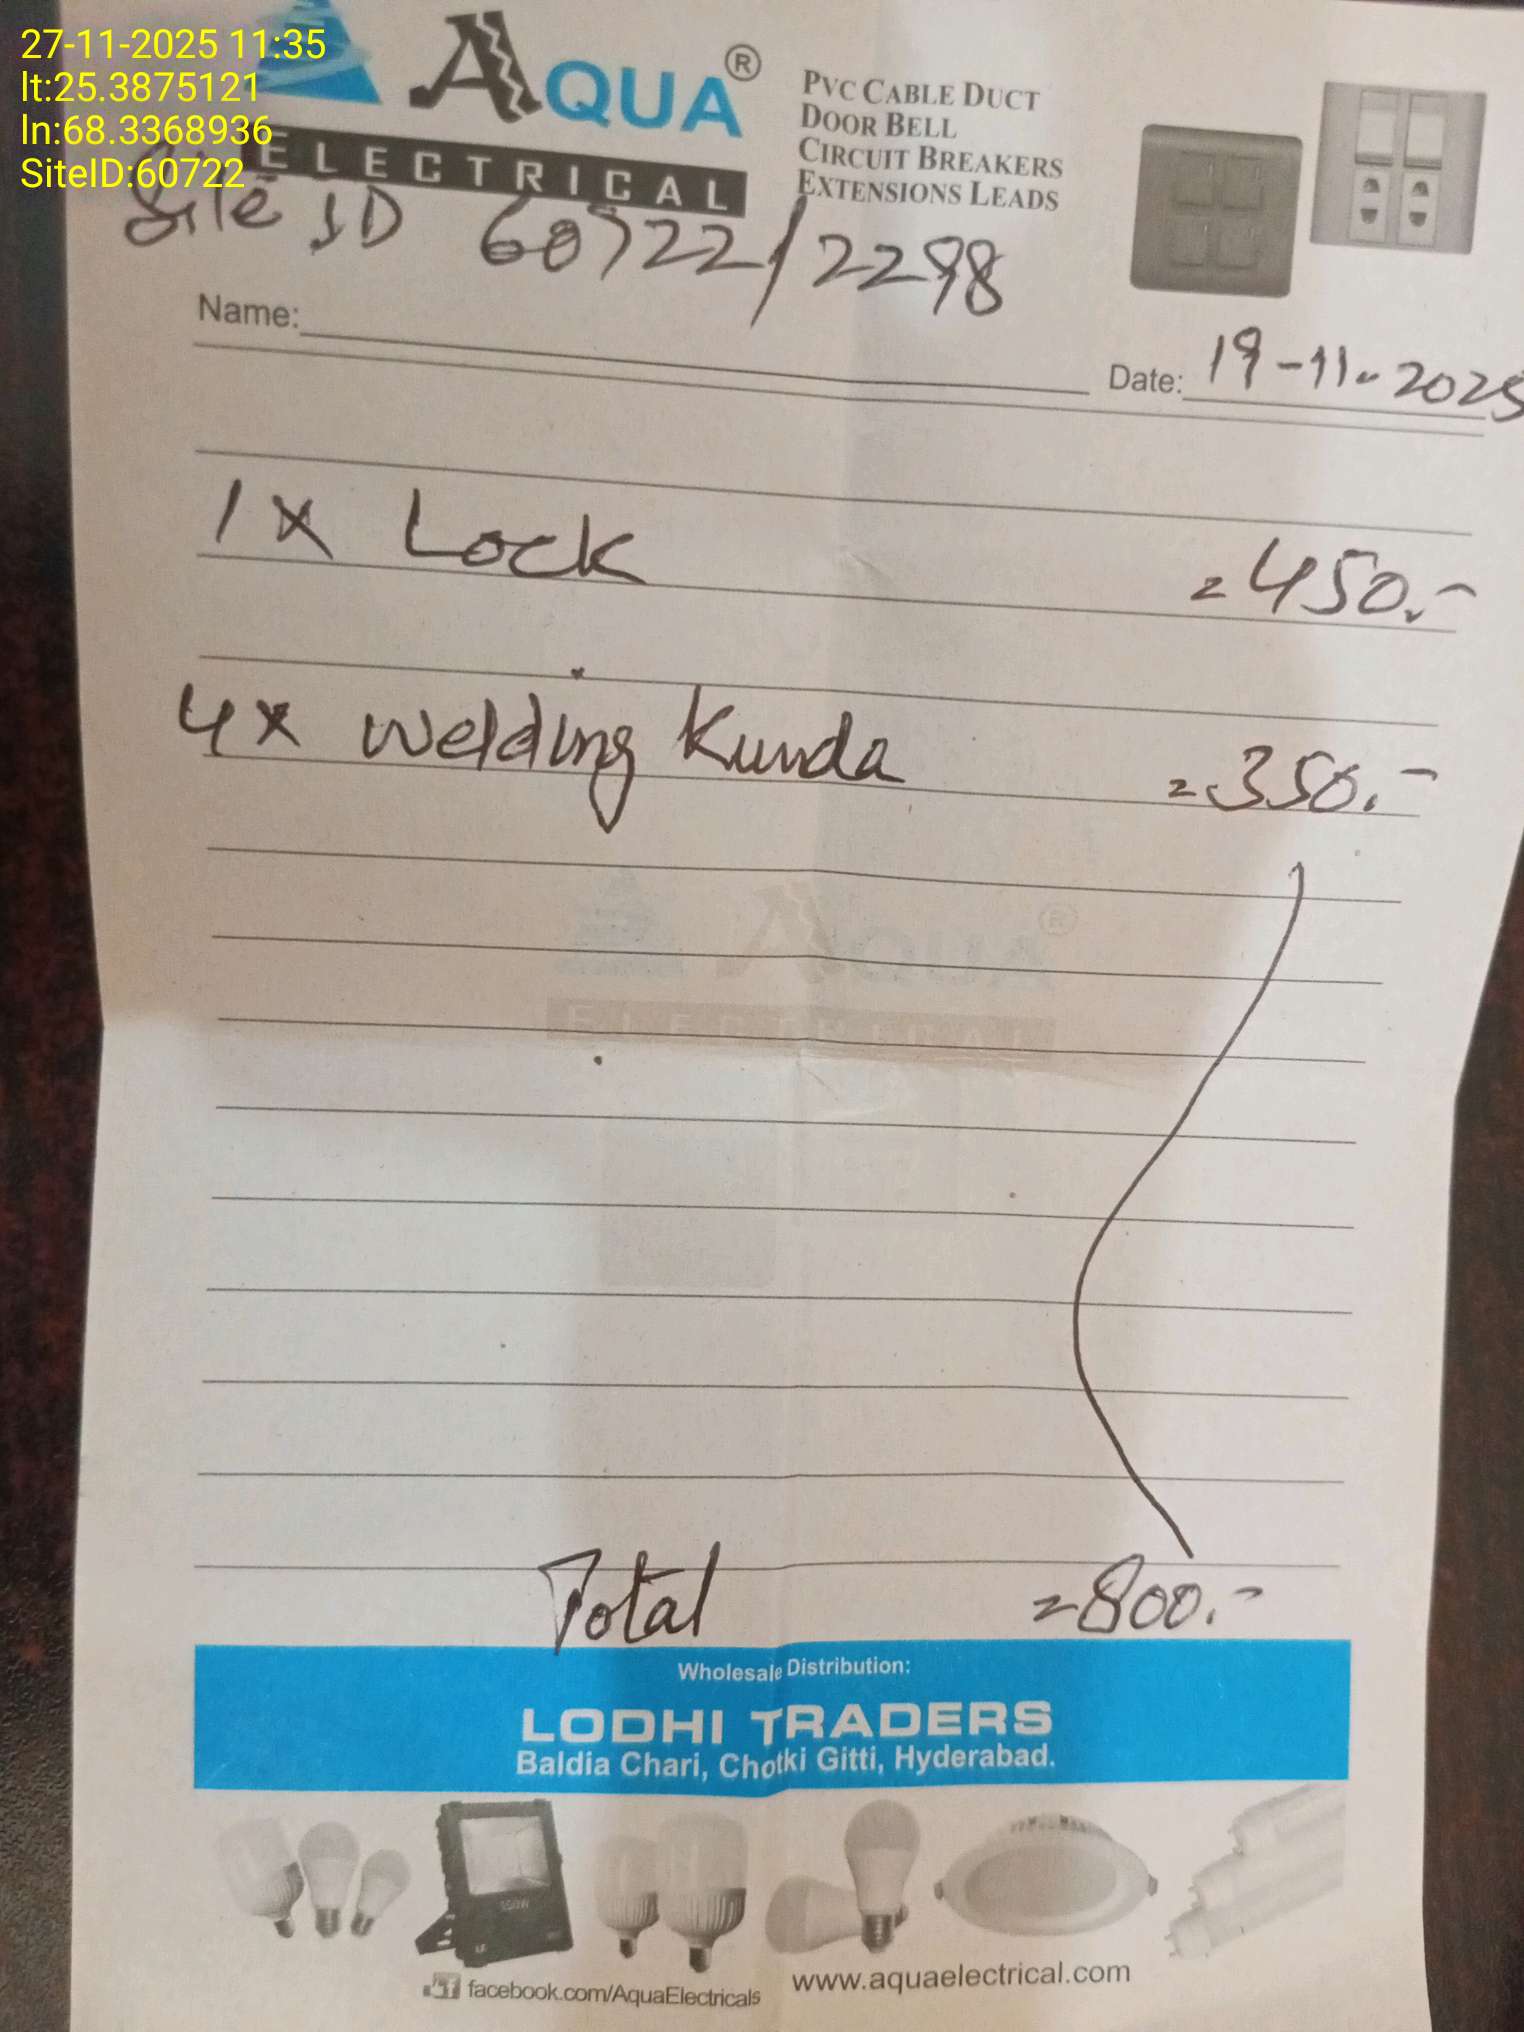 27-11-2025 11:35
lt:25.3875121
ln:68.3368936
SiteID:60722
AQUA®
ELECTRICAL
PVC CABLE DUCT
DOOR BELL
CIRCUIT BREAKERS
EXTENSIONS LEADS
Site ID 60722/2298
Name:
Date: 19-11-2025
1 x Lock = 450.-
4x Welding Kunda = 350.-
Total = 800.-
Wholesale Distribution:
LODHI TRADERS
Baldia Chari, Chotki Gitti, Hyderabad.
facebook.com/AquaElectricals
www.aquaelectrical.com